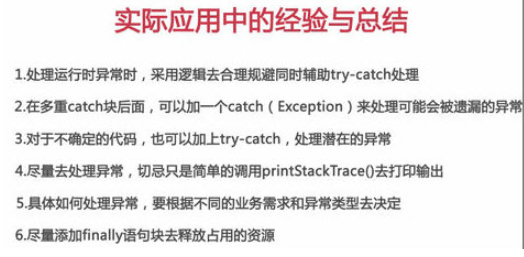 实际应用中的经验与总结
1.处理运行时异常时，采用逻辑去合理规避同时辅助try-catch处理
2.在多重catch块后面，可以加一个catch（Exception）来处理可能会被遗漏的异常
3.对于不确定的代码，也可以加上try-catch，处理潜在的异常
4.尽量去处理异常，切忌只是简单的调用printStackTrace()去打印输出
5.具体如何处理异常，要根据不同的业务需求和异常类型去决定
6.尽量添加finally语句块去释放占用的资源